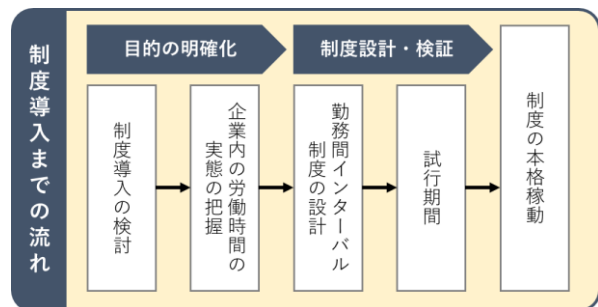 制度導入までの流れ
目的の明確化
制度設計・検証
制度導入の検討
企業内の労働時間の
実態の把握
勤務間インターバル
制度の設計
試行期間
制度の本格稼動